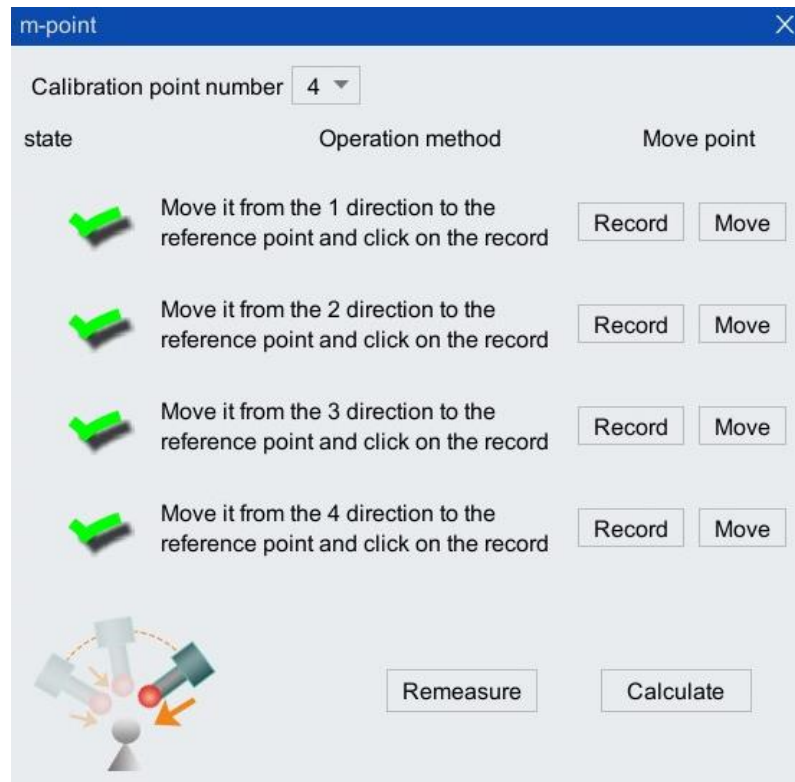 m-point
Calibration point number 4
state Operation method Move point
Move it from the 1 direction to the
reference point and click on the record
Record Move
Move it from the 2 direction to the
reference point and click on the record
Record Move
Move it from the 3 direction to the
reference point and click on the record
Record Move
Move it from the 4 direction to the
reference point and click on the record
Record Move
Remeasure Calculate